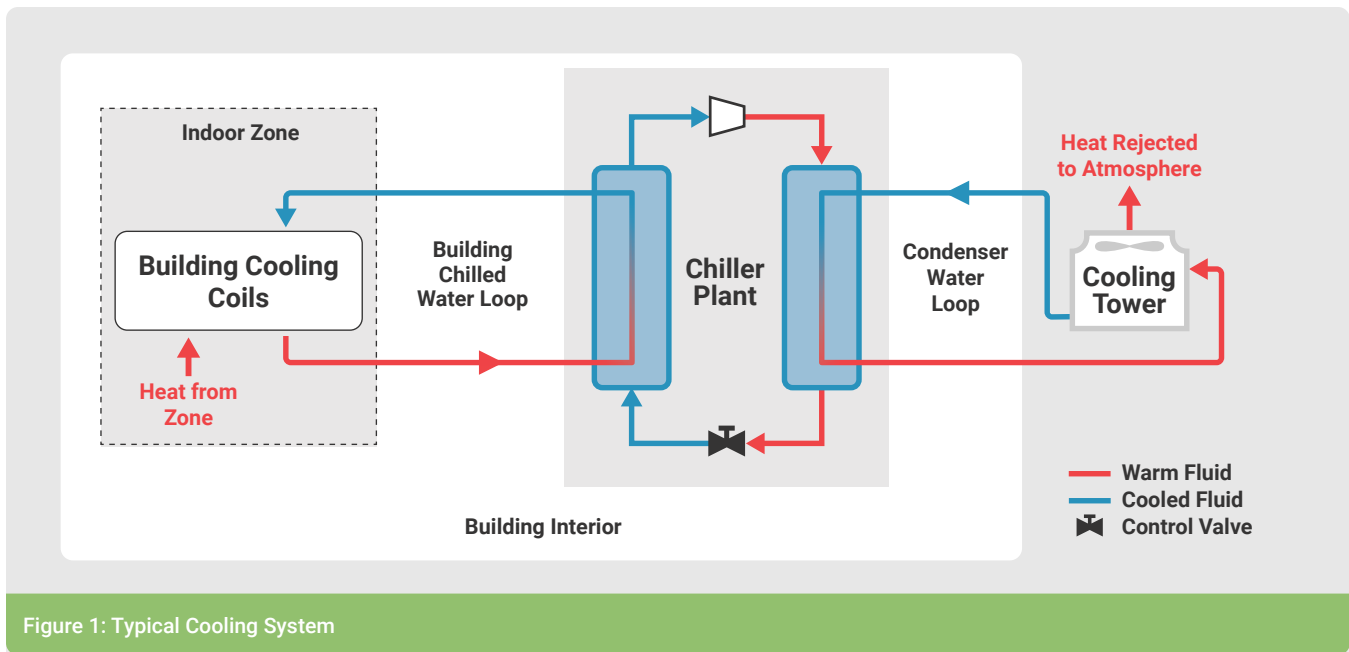 Indoor Zone
Building Cooling
Coils
Heat from
Zone
Building
Chilled
Water Loop
Chiller
Plant
Condenser
Water
Loop
Heat Rejected
to Atmosphere
Cooling
Tower
Building Interior
Warm Fluid
Cooled Fluid
Control Valve
Figure 1: Typical Cooling System